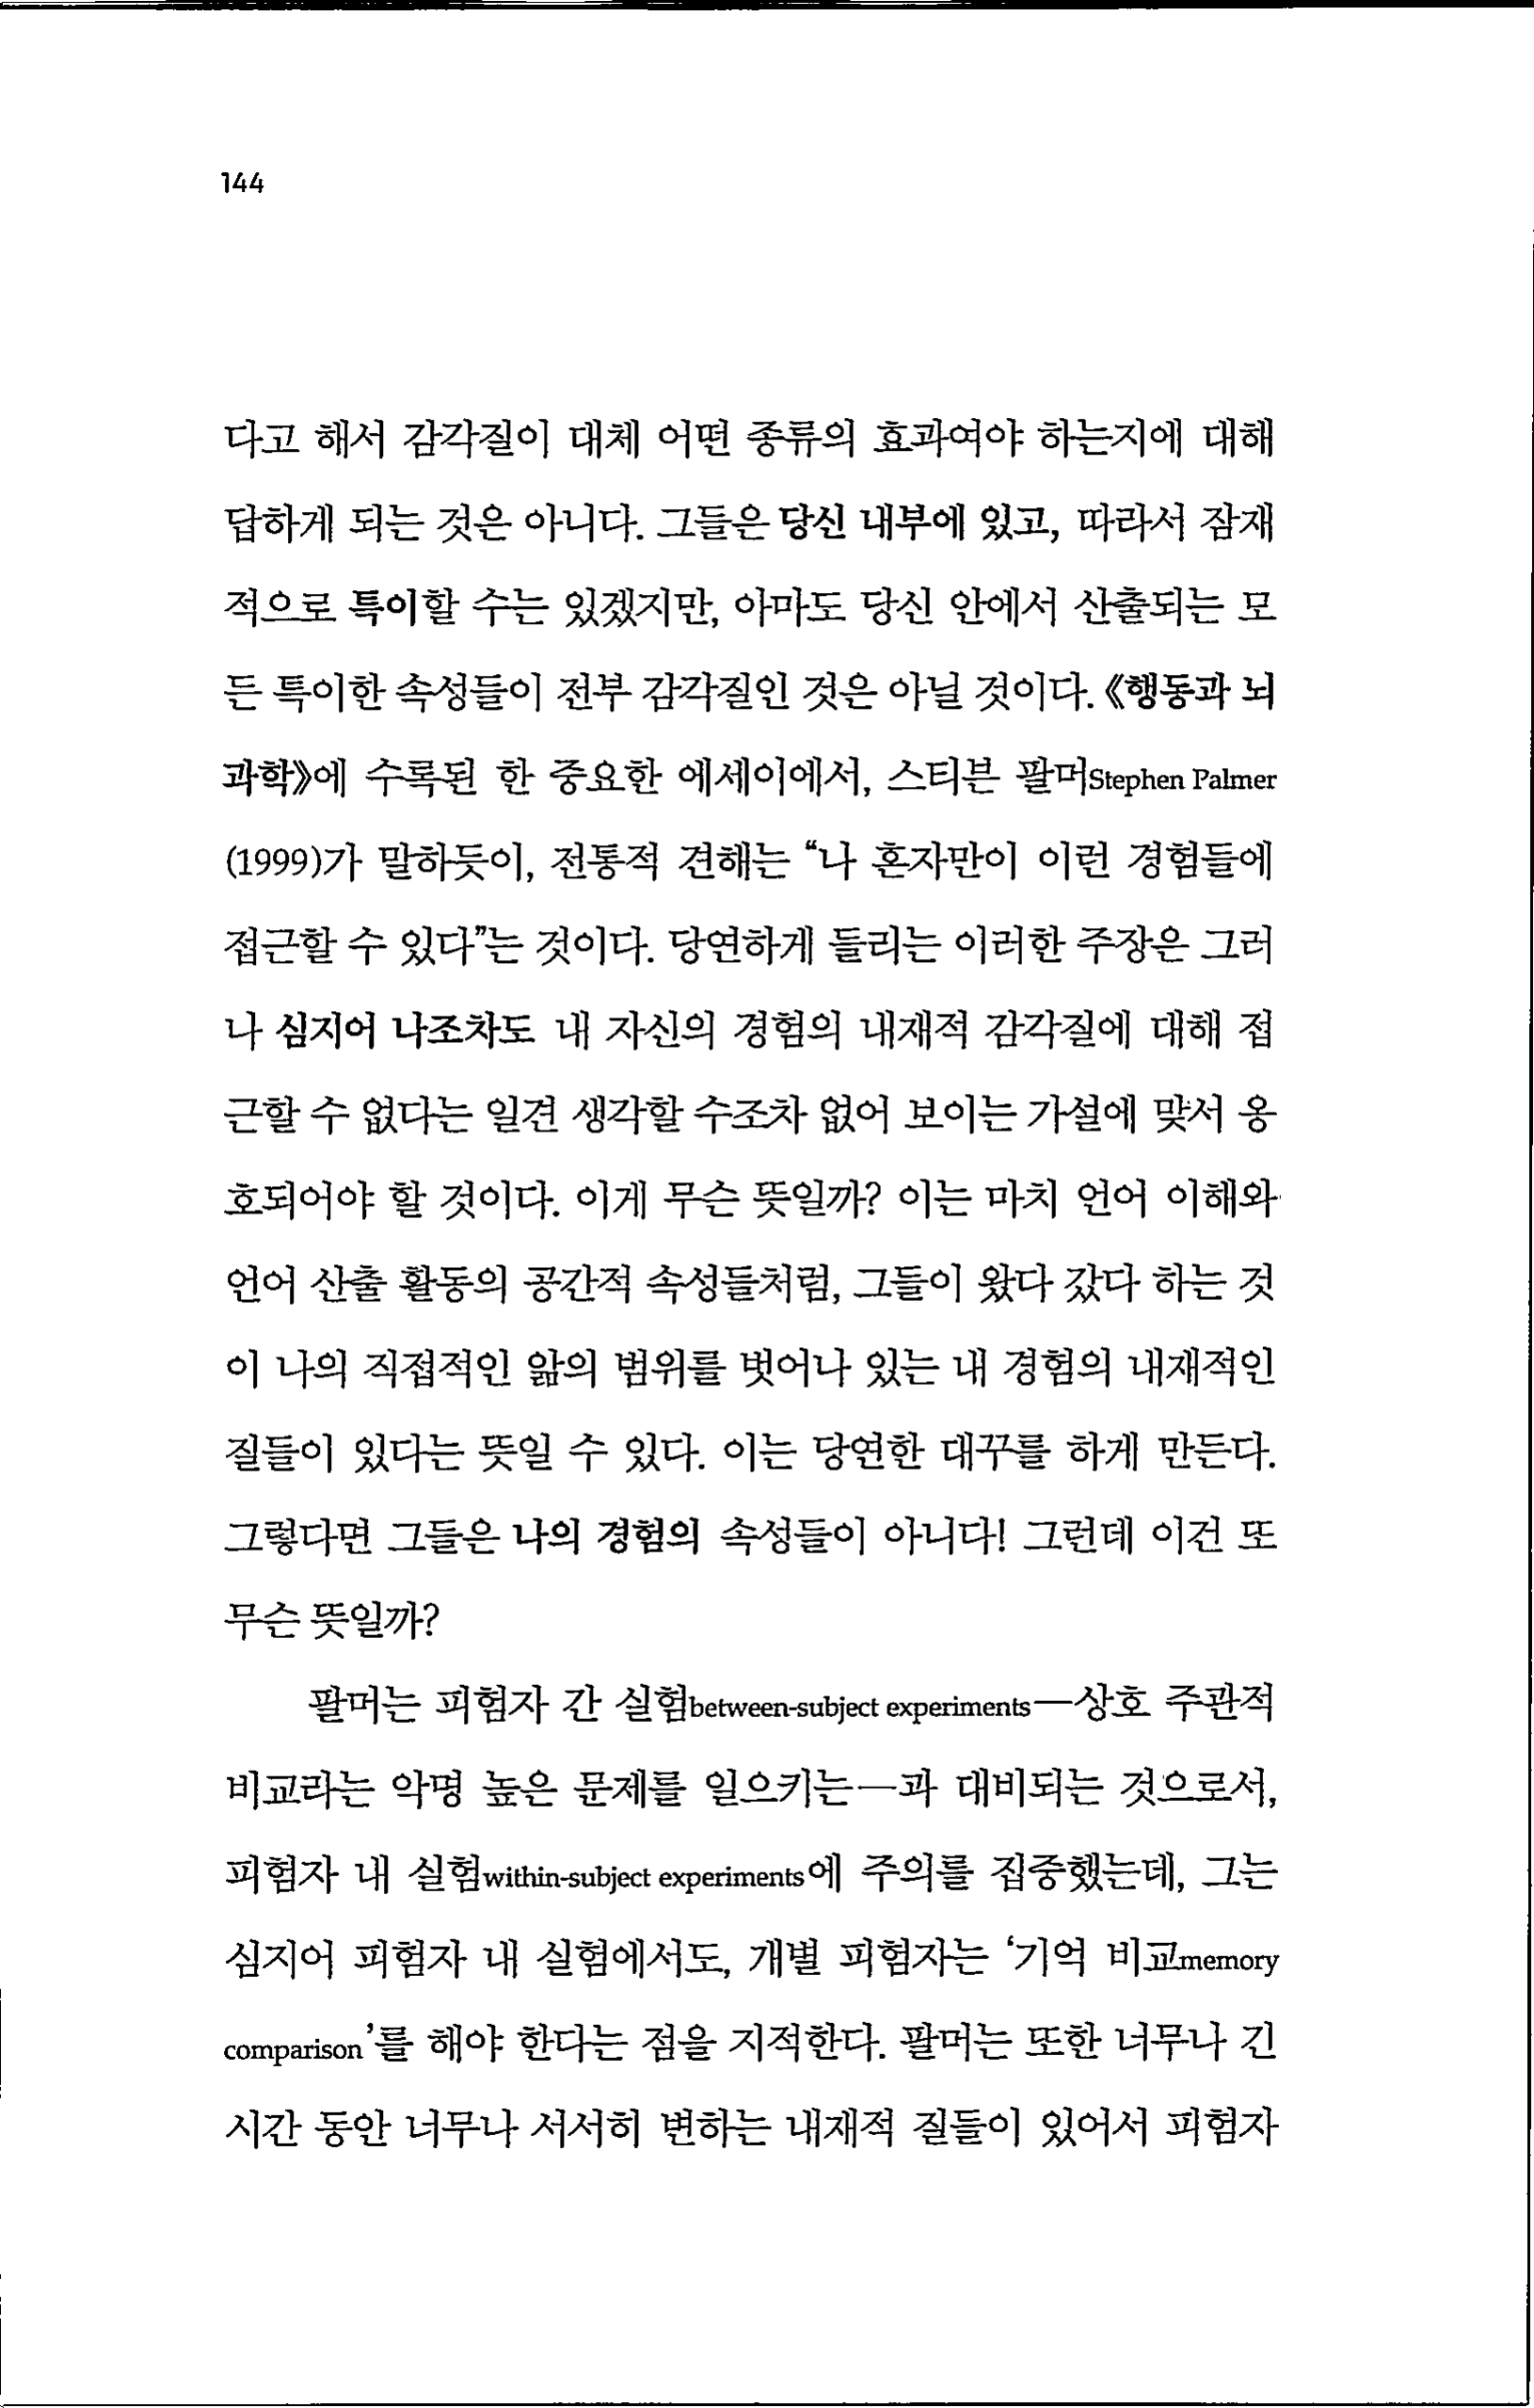 144
다고 해서 감각질이 대체 어떤 종류의 효과여야 하는지에 대해
답하게 되는 것은 아니다. 그들은 당신 내부에 있고, 따라서 잠재
적으로 특이할 수는 있겠지만, 아마도 당신 안에서 산출되는 모
든 특이한 속성들이 전부 감각질인 것은 아닐 것이다. 《행동과 뇌
과학》에 수록된 한 중요한 에세이에서, 스티븐 팔머Stephen Palmer
(1999)가 말하듯이, 전통적 견해는 “나 혼자만이 이런 경험들에
접근할 수 있다”는 것이다. 당연하게 들리는 이러한 주장은 그러
나 심지어 나조차도 내 자신의 경험의 내재적 감각질에 대해 접
근할 수 없다는 일견 생각할 수조차 없어 보이는 가설에 맞서 옹
호되어야 할 것이다. 이게 무슨 뜻일까? 이는 마치 언어 이해와
언어 산출 활동의 공간적 속성들처럼, 그들이 왔다 갔다 하는 것
이 나의 직접적인 앎의 범위를 벗어나 있는 내 경험의 내재적인
질들이 있다는 뜻일 수 있다. 이는 당연한 대꾸를 하게 만든다.
그렇다면 그들은 나의 경험의 속성들이 아니다! 그런데 이건 또
무슨 뜻일까?
팔머는 피험자 간 실험between-subject experiments—상호 주관적
비교라는 악명 높은 문제를 일으키는—과 대비되는 것으로서,
피험자 내 실험within-subject experiments에 주의를 집중했는데, 그는
심지어 피험자 내 실험에서도, 개별 피험자는 ‘기억 비교memory
comparison’를 해야 한다는 점을 지적한다. 팔머는 또한 너무나 긴
시간 동안 너무나 서서히 변하는 내재적 질들이 있어서 피험자